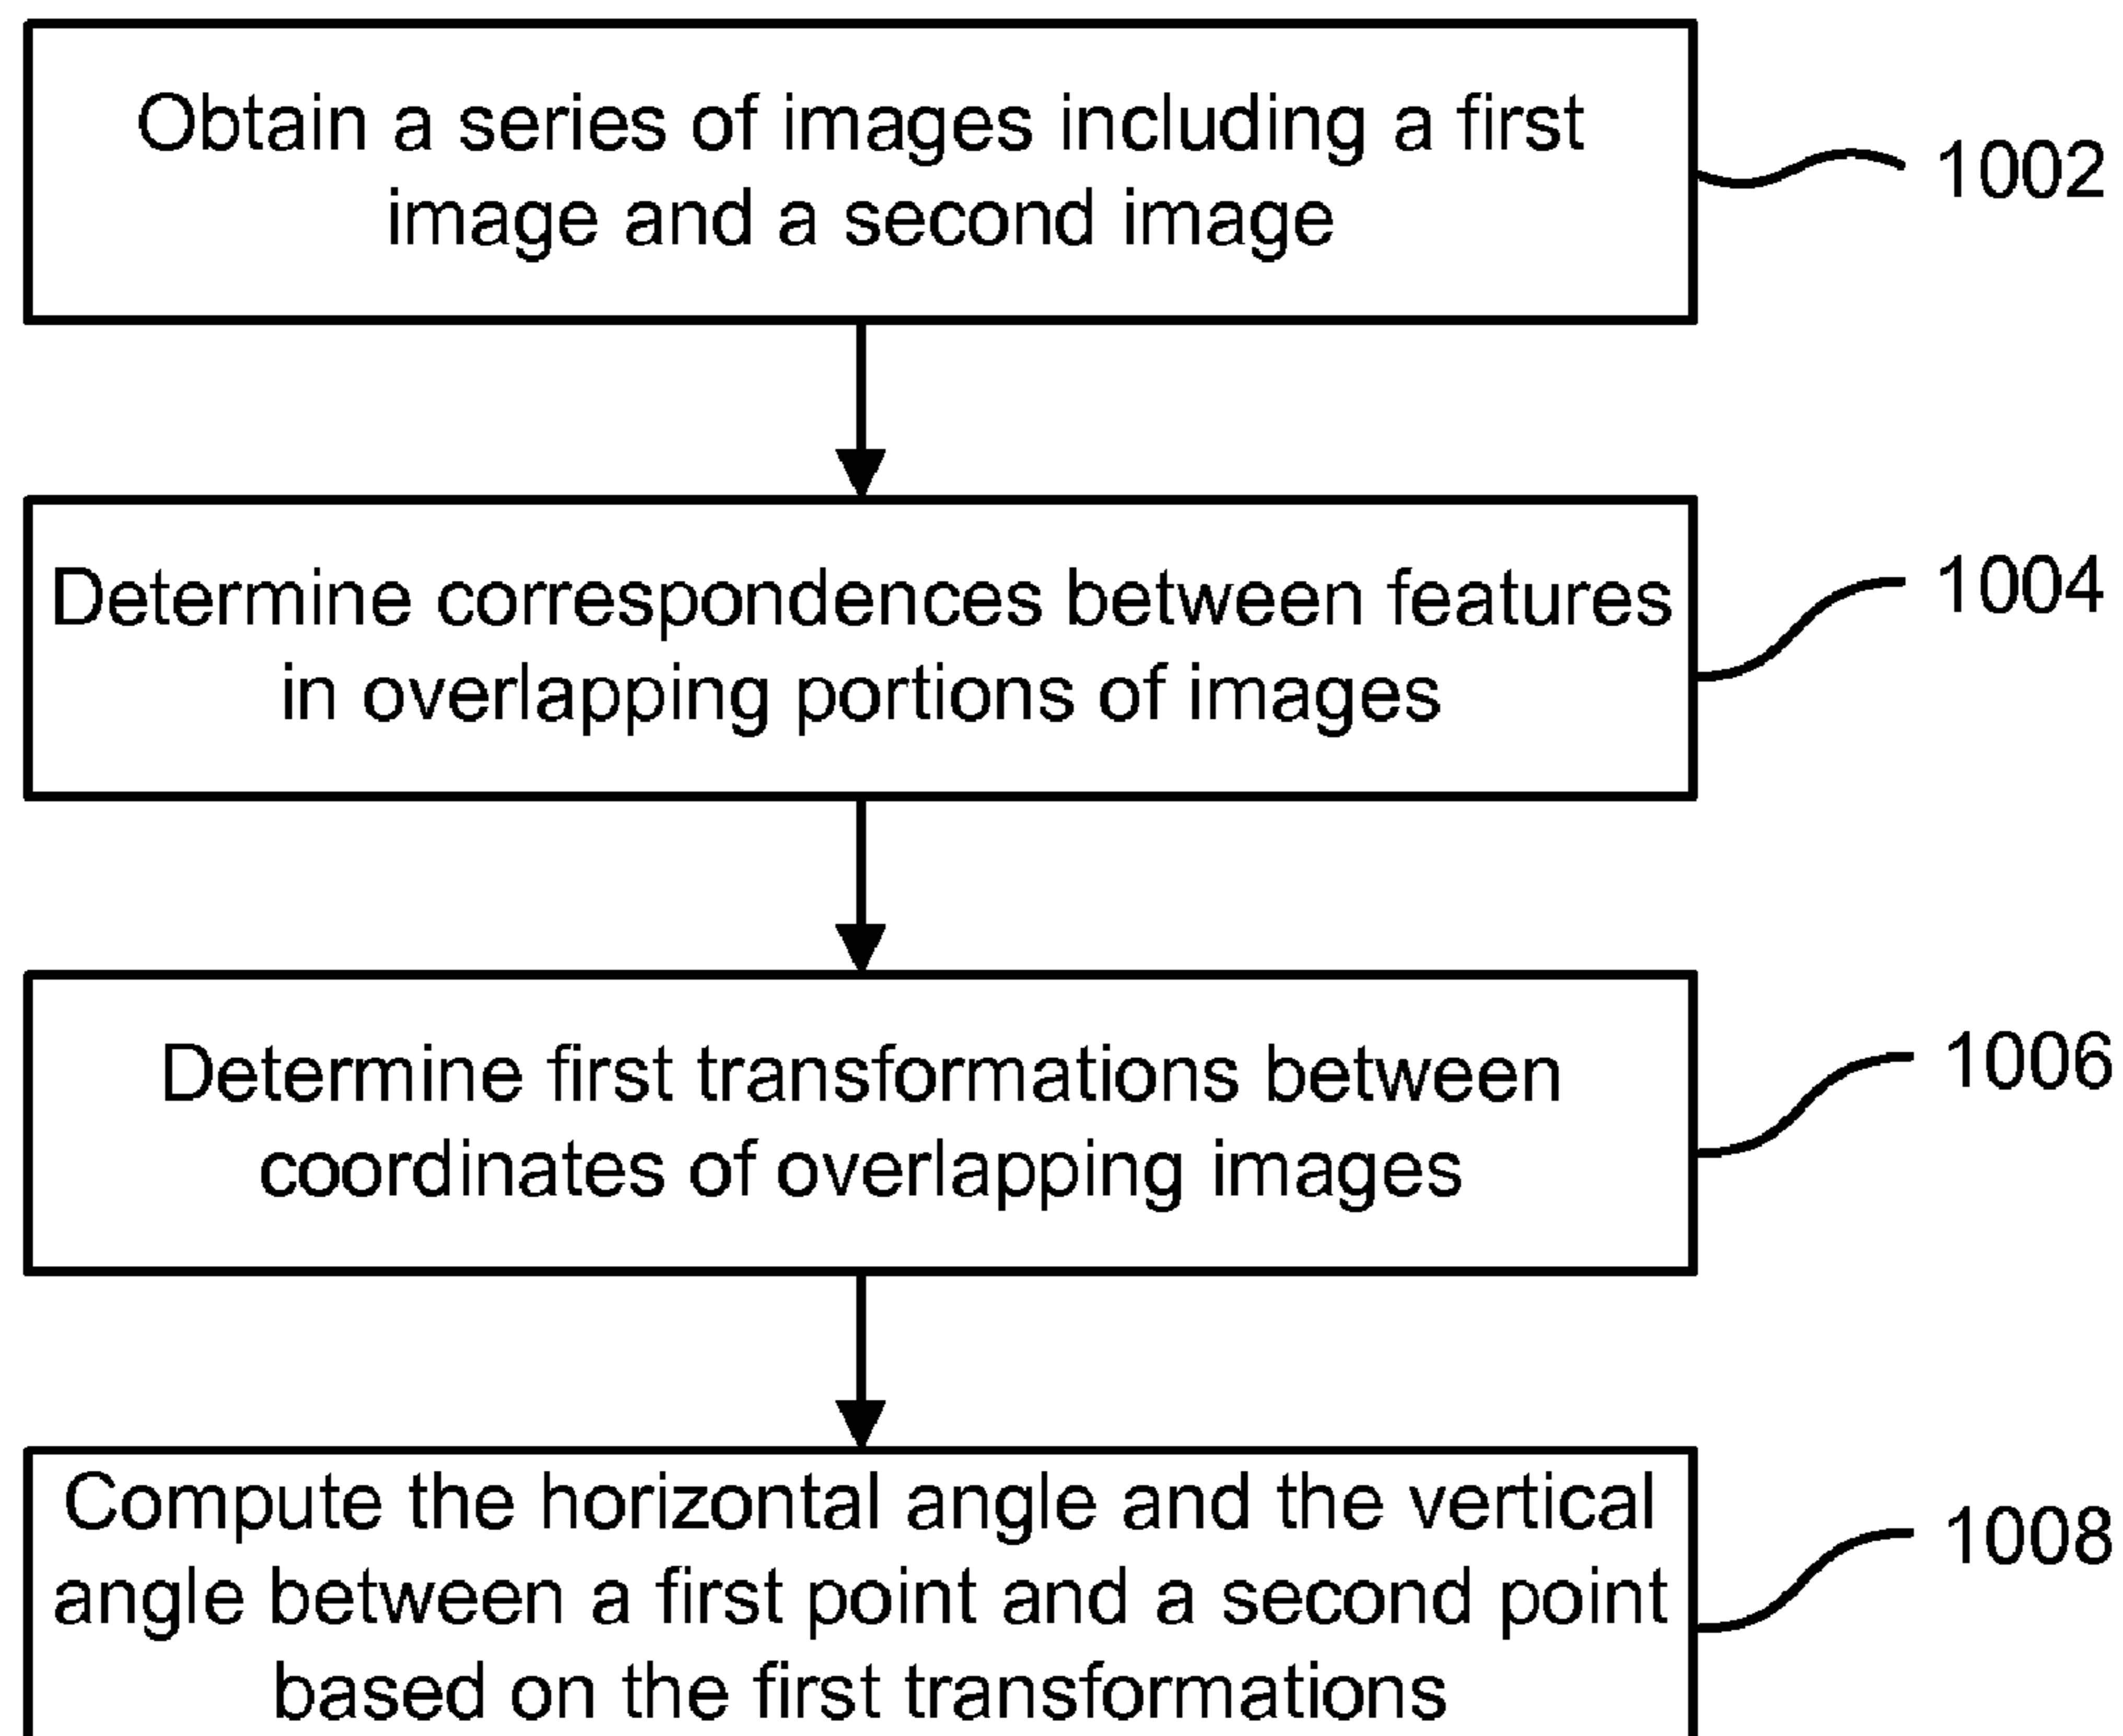 Obtain a series of images including a first
image and a second image
1002
Determine correspondences between features
in overlapping portions of images
1004
Determine first transformations between
coordinates of overlapping images
1006
Compute the horizontal angle and the vertical
angle between a first point and a second point
based on the first transformations
1008